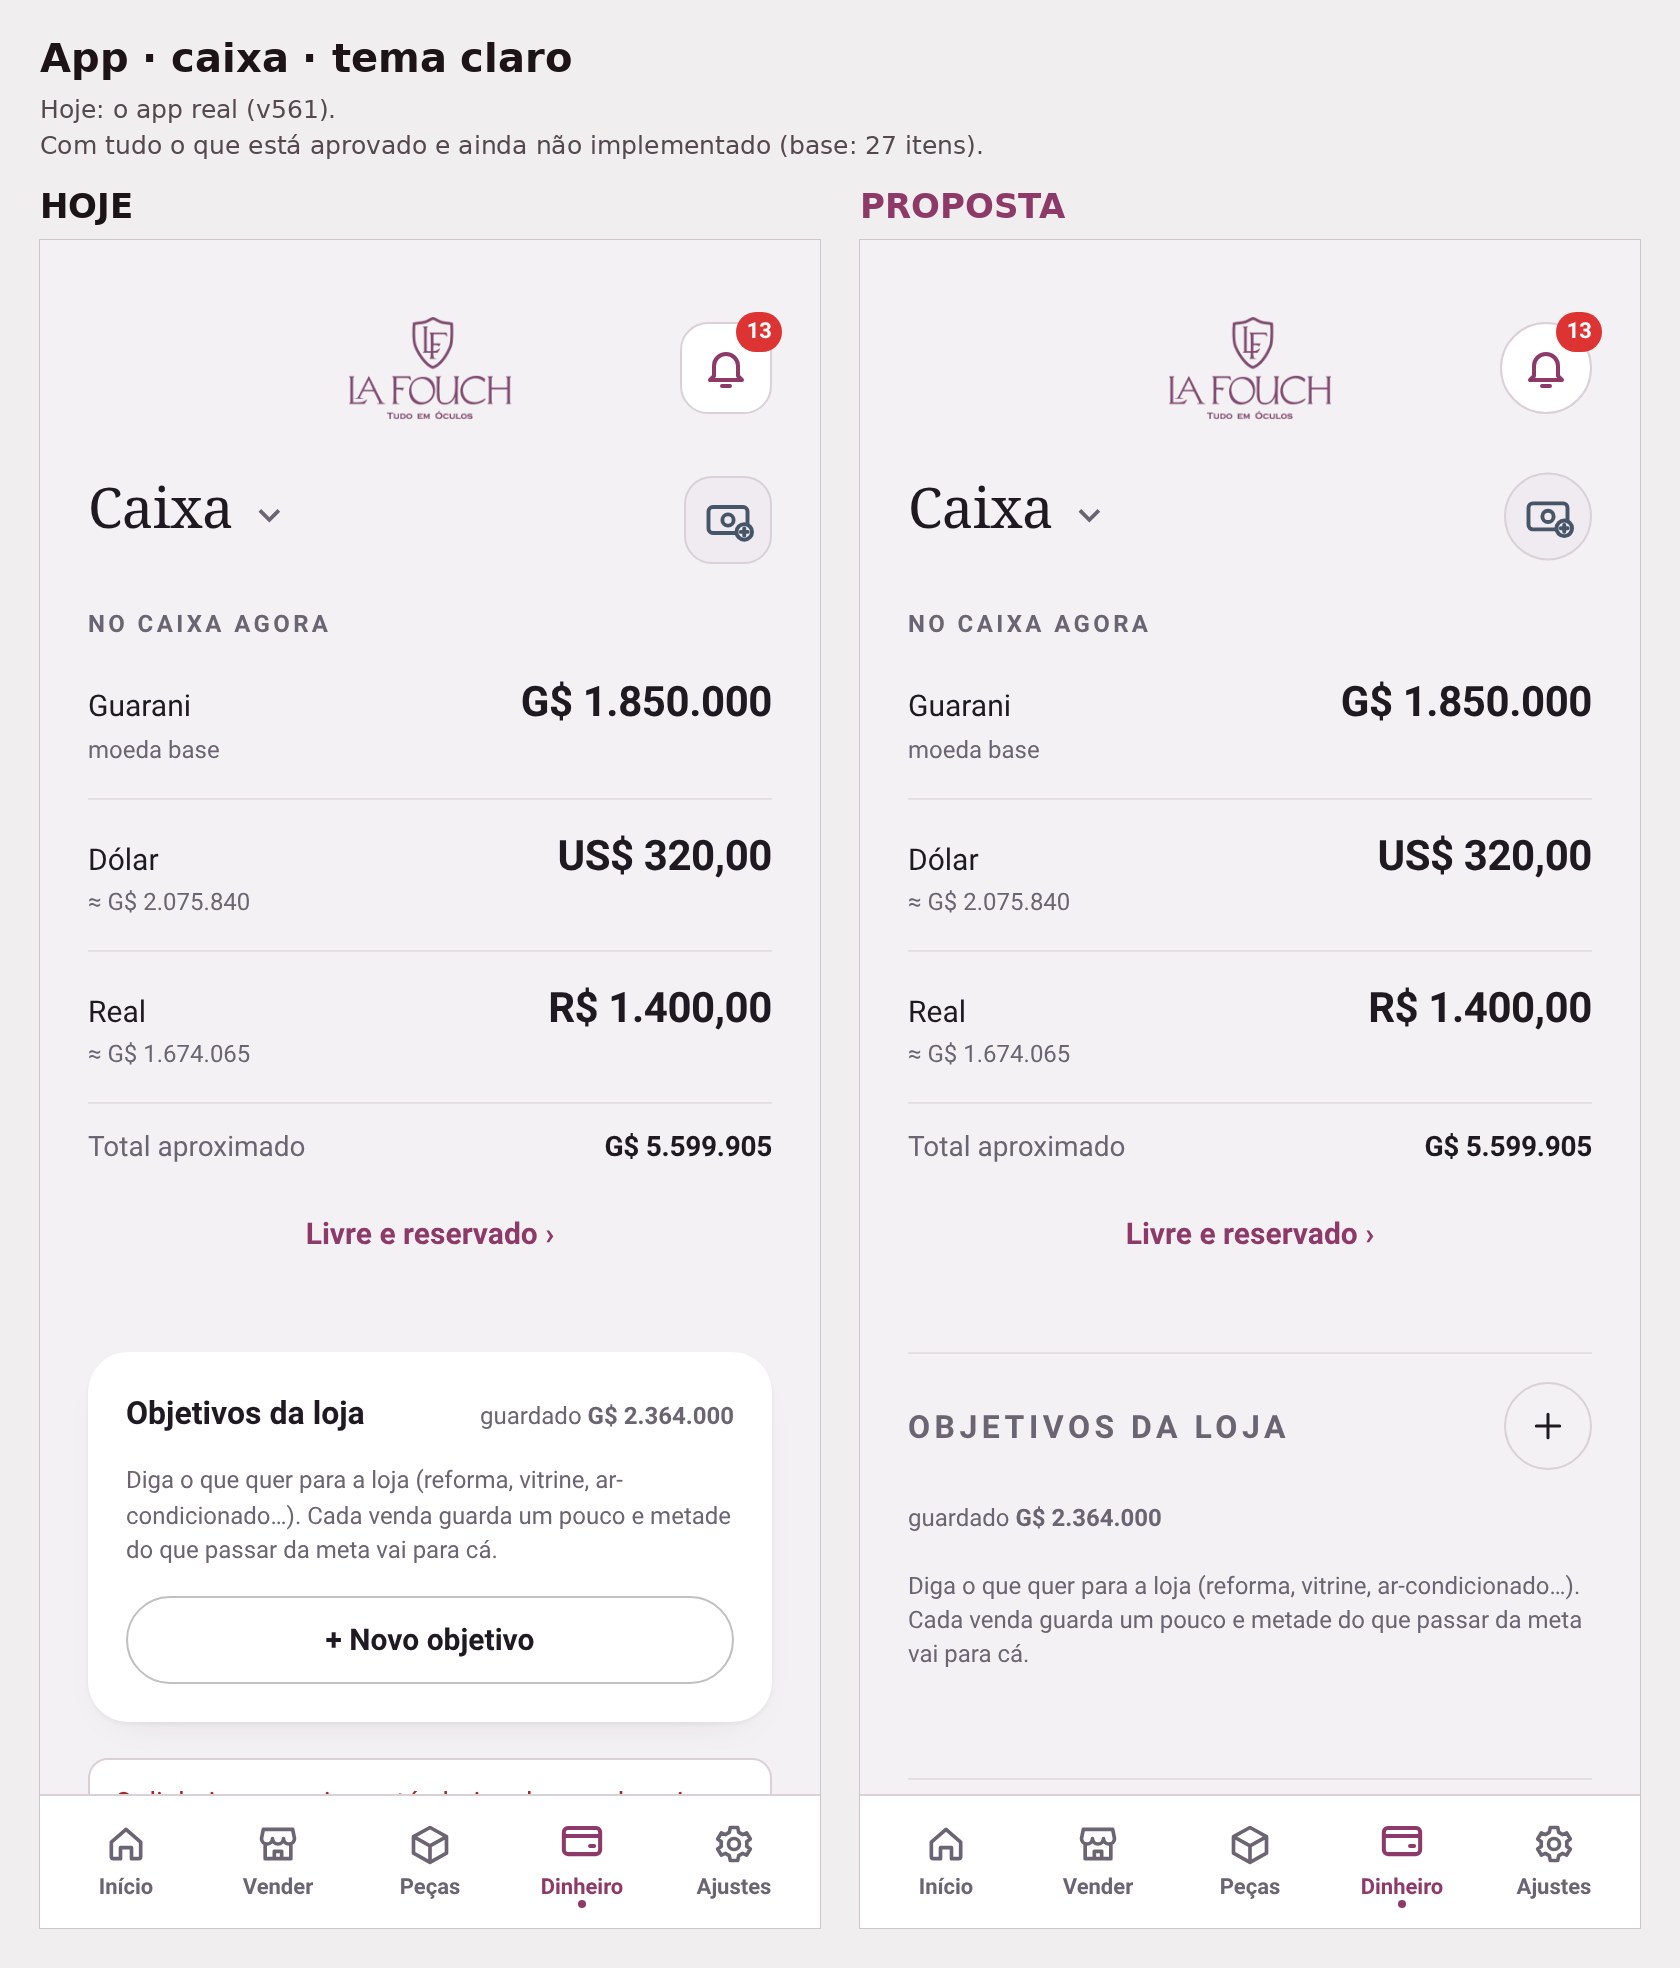 App · caixa · tema claro
Hoje: o app real (v561).
Com tudo o que está aprovado e ainda não implementado (base: 27 itens).
HOJE
13
LF
LA FOUCH
TUDO EM ÓCULOS
Caixa
NO CAIXA AGORA
Guarani G$ 1.850.000
moeda base
Dólar US$ 320,00
≈ G$ 2.075.840
Real R$ 1.400,00
≈ G$ 1.674.065
Total aproximado G$ 5.599.905
Livre e reservado ›
Objetivos da loja guardado G$ 2.364.000
Diga o que quer para a loja (reforma, vitrine, ar-
condicionado…). Cada venda guarda um pouco e metade
do que passar da meta vai para cá.
+ Novo objetivo
Início Vender Peças Dinheiro Ajustes
PROPOSTA
13
LF
LA FOUCH
TUDO EM ÓCULOS
Caixa
NO CAIXA AGORA
Guarani G$ 1.850.000
moeda base
Dólar US$ 320,00
≈ G$ 2.075.840
Real R$ 1.400,00
≈ G$ 1.674.065
Total aproximado G$ 5.599.905
Livre e reservado ›
OBJETIVOS DA LOJA +
guardado G$ 2.364.000
Diga o que quer para a loja (reforma, vitrine, ar-condicionado…).
Cada venda guarda um pouco e metade do que passar da meta
vai para cá.
Início Vender Peças Dinheiro Ajustes